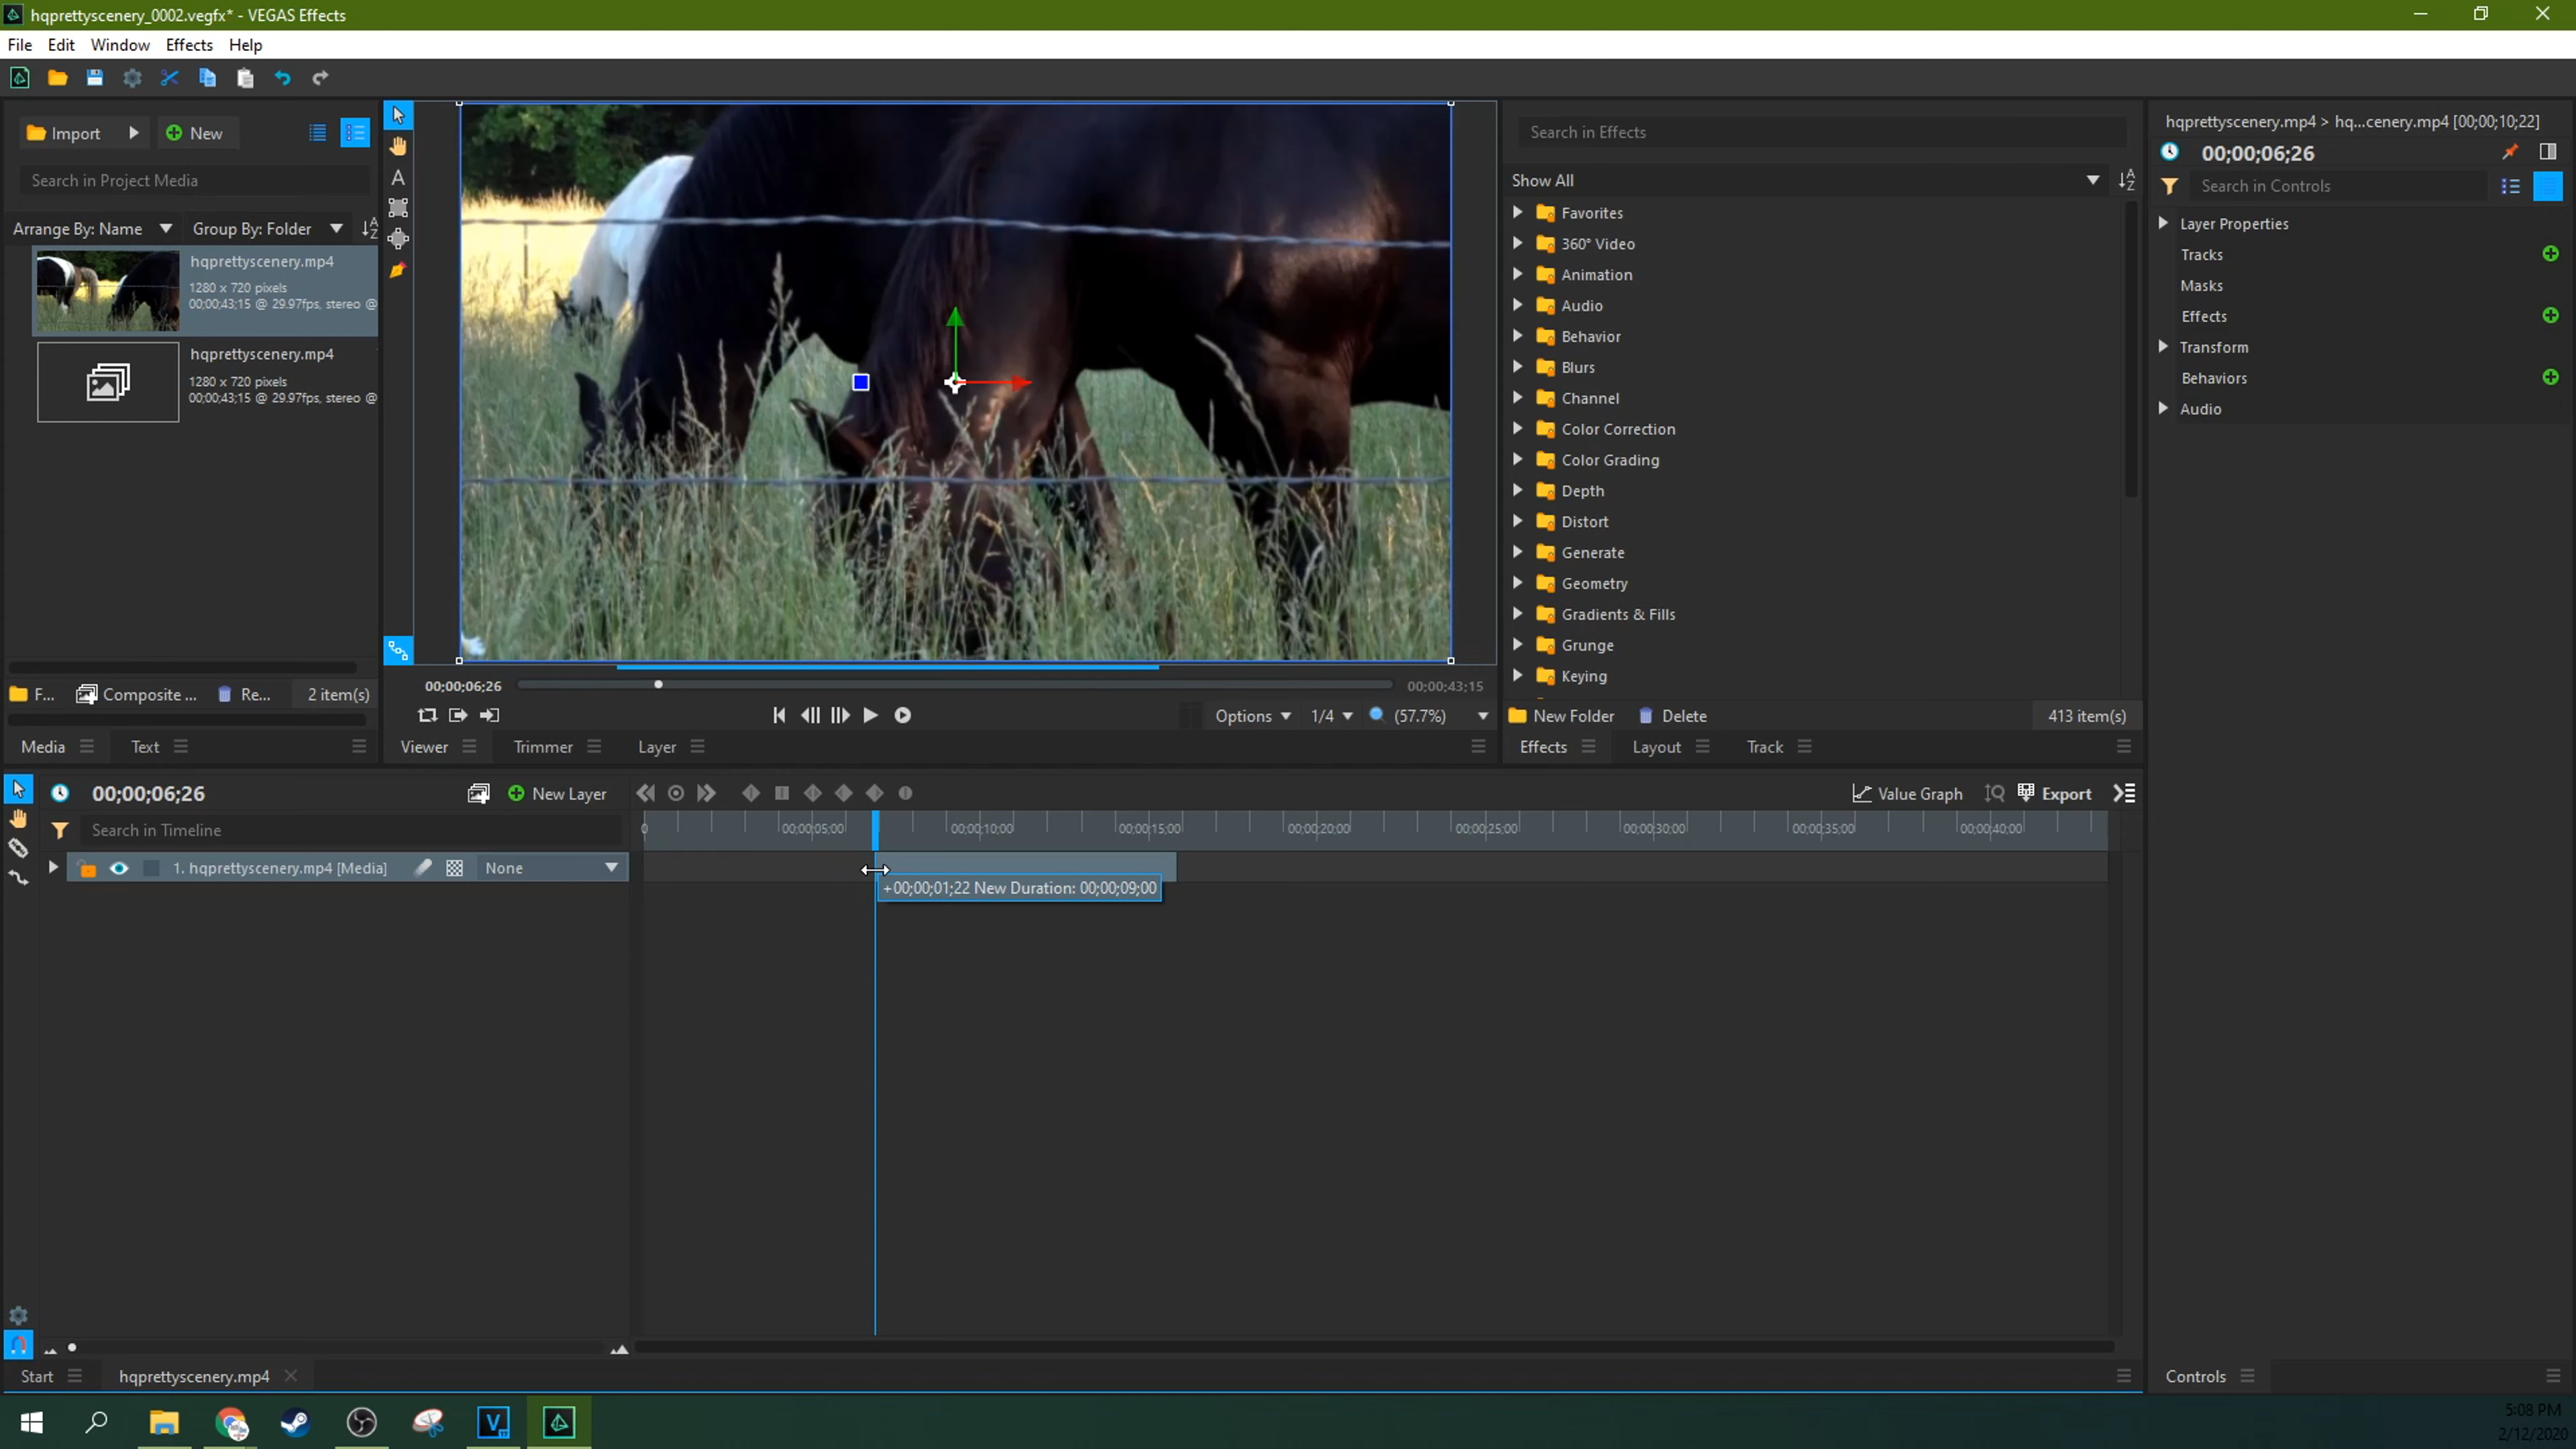 hqprettyscenery_0002.vegfx* - VEGAS Effects
File Edit Window Effects Help
Import New
Search in Project Media
Arrange By: Name Group By: Folder
hqprettyscenery.mp4
1280 x 720 pixels
00;00;43;15 @ 29.97fps, stereo @
hqprettyscenery.mp4
1280 x 720 pixels
00;00;43;15 @ 29.97fps, stereo @
F... Composite ... Re... 2 item(s)
Media Text
A
00;00;06;26 00;00;43;15
Options 1/4 (57.7%)
Viewer Trimmer Layer
Search in Effects
Show All
Favorites
360° Video
Animation
Audio
Behavior
Blurs
Channel
Color Correction
Color Grading
Depth
Distort
Generate
Geometry
Gradients & Fills
Grunge
Keying
New Folder Delete 413 item(s)
Effects Layout Track
hqprettyscenery.mp4 > hq...cenery.mp4 [00;00;10;22]
00;00;06;26
Search in Controls
Layer Properties
Tracks
Masks
Effects
Transform
Behaviors
Audio
00;00;06;26 New Layer Value Graph Export
Search in Timeline
0 00;00;05;00 00;00;10;00 00;00;15;00 00;00;20;00 00;00;25;00 00;00;30;00 00;00;35;00 00;00;40;00
1. hqprettyscenery.mp4 [Media] None
+00;00;01;22 New Duration: 00;00;09;00
Start hqprettyscenery.mp4
Controls
5:08 PM
2/12/2020